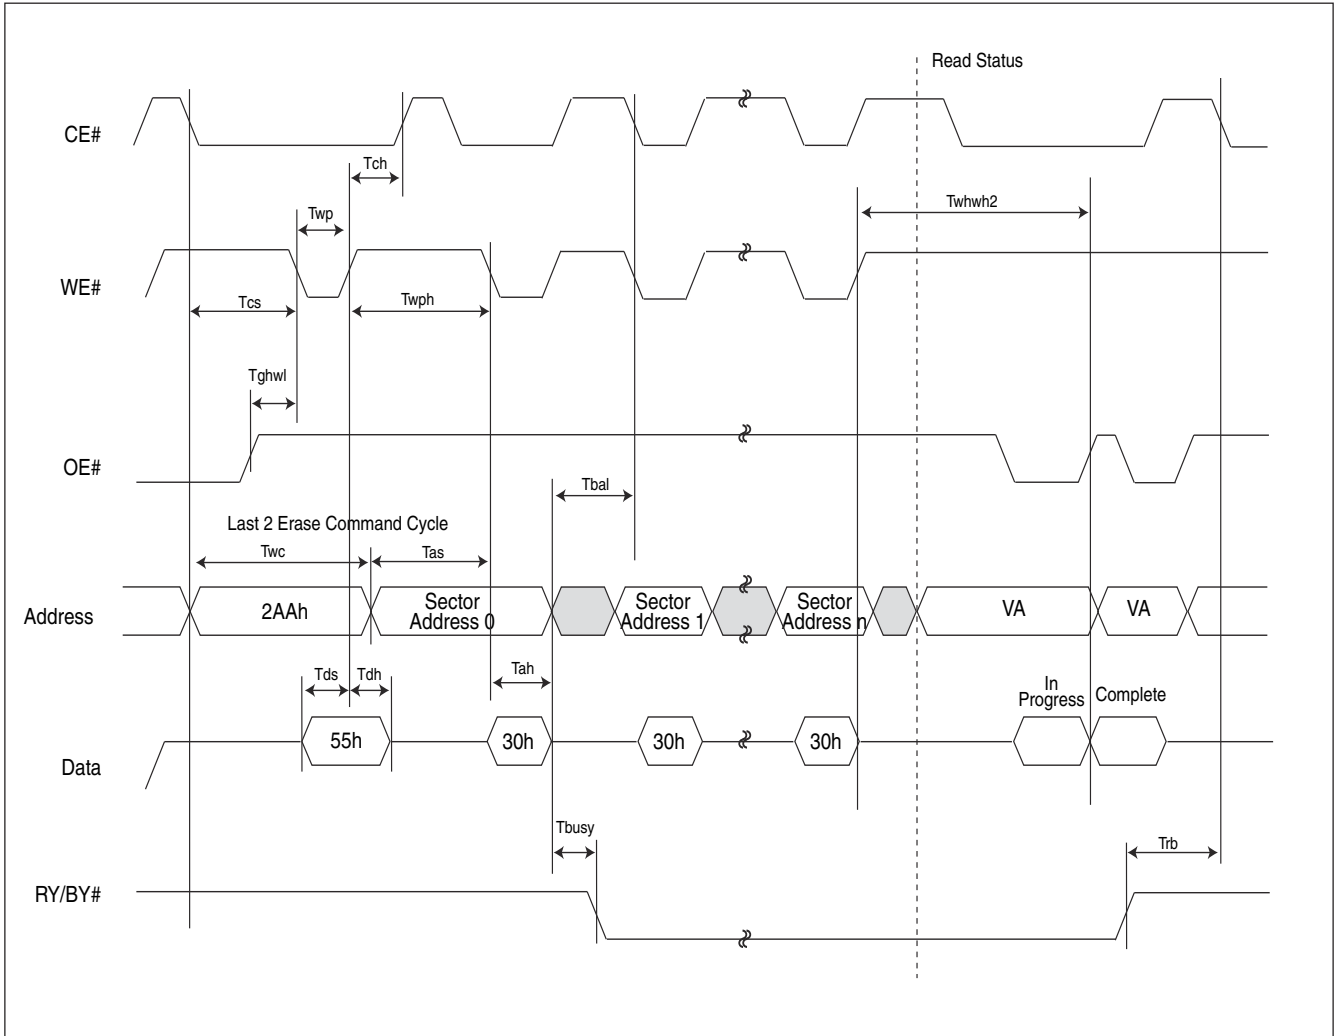 Read Status
CE#
Tch
Twp
Twhwh2
WE#
Tcs
Twph
Tghwl
OE#
Tbal
Last 2 Erase Command Cycle
Twc
Tas
Address
2AAh
Sector
Address 0
Sector
Address 1
Sector
Address n
VA
VA
Tds
Tdh
Tah
In
Progress
Complete
Data
55h
30h
30h
30h
Tbusy
Trb
RY/BY#